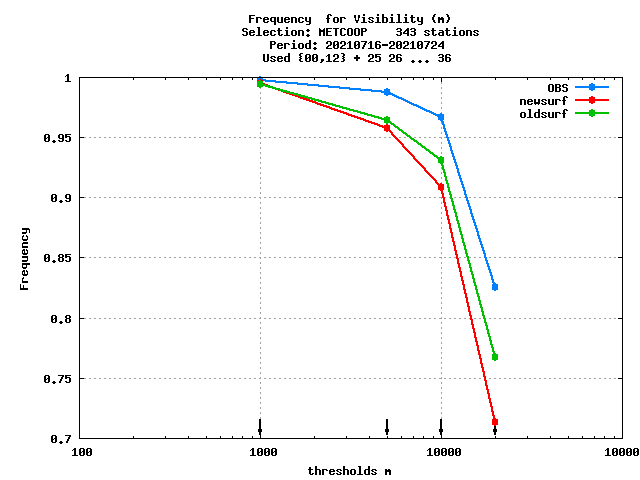 Frequency  for Visibility (m)
Selection: METCOOP    343 stations
Period: 20210716-20210724
Used {00,12} + 25 26 ... 36
OBS
newsurf
oldsurf
1
0.95
0.9
0.85
0.8
0.75
0.7
Frequency
100
1000
10000
100000
thresholds m